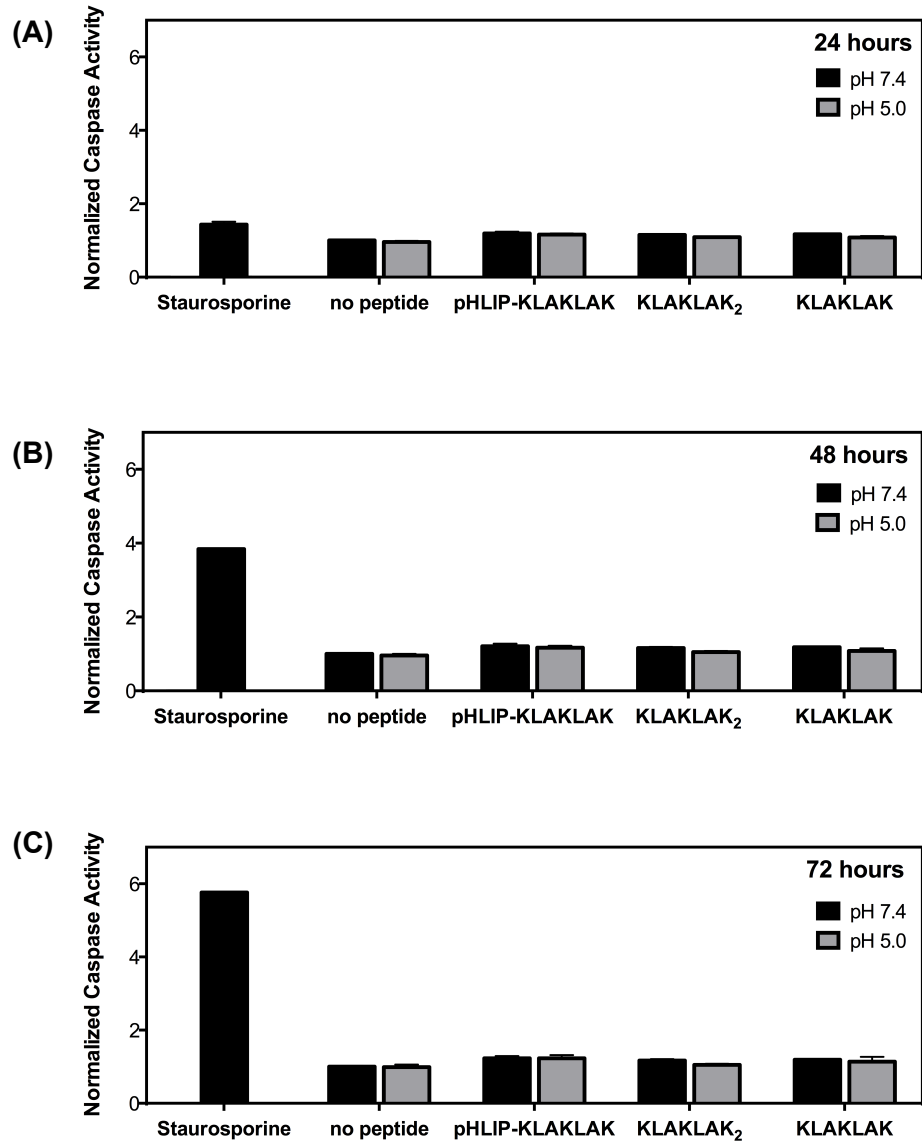 (A)
Normalized Caspase Activity
24 hours
pH 7.4
pH 5.0
6
4
2
0
Staurosporine no peptide pHLIP-KLAKLAK KLAKLAK₂ KLAKLAK
(B)
Normalized Caspase Activity
48 hours
pH 7.4
pH 5.0
6
4
2
0
Staurosporine no peptide pHLIP-KLAKLAK KLAKLAK₂ KLAKLAK
(C)
Normalized Caspase Activity
72 hours
pH 7.4
pH 5.0
6
4
2
0
Staurosporine no peptide pHLIP-KLAKLAK KLAKLAK₂ KLAKLAK